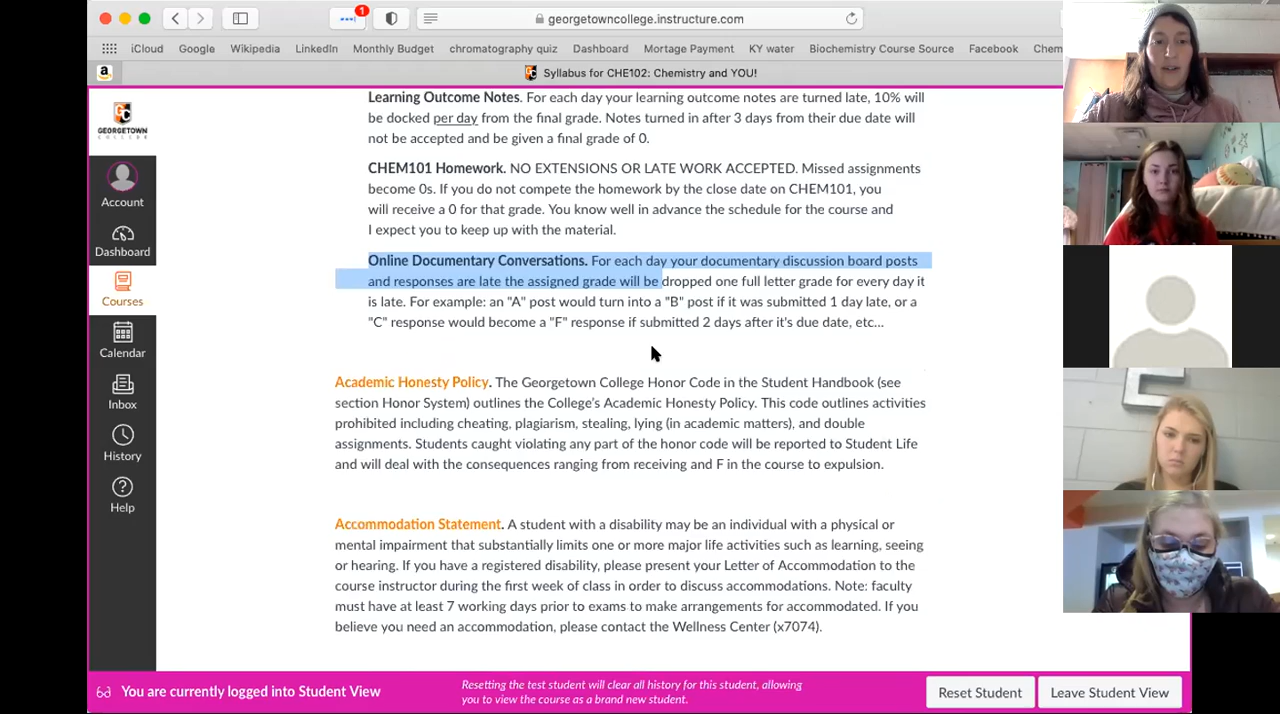 1
georgetowncollege.instructure.com
iCloud Google Wikipedia LinkedIn Monthly Budget chromatography quiz Dashboard Mortage Payment KY water Biochemistry Course Source Facebook Chem
a
Syllabus for CHE102: Chemistry and YOU!
GEORGETOWN
COLLEGE
Account
Dashboard
Courses
Calendar
Inbox
History
Help
Learning Outcome Notes. For each day your learning outcome notes are turned late, 10% will
be docked per day from the final grade. Notes turned in after 3 days from their due date will
not be accepted and be given a final grade of 0.
CHEM101 Homework. NO EXTENSIONS OR LATE WORK ACCEPTED. Missed assignments
become 0s. If you do not compete the homework by the close date on CHEM101, you
will receive a 0 for that grade. You know well in advance the schedule for the course and
I expect you to keep up with the material.
Online Documentary Conversations. For each day your documentary discussion board posts
and responses are late the assigned grade will be dropped one full letter grade for every day it
is late. For example: an "A" post would turn into a "B" post if it was submitted 1 day late, or a
"C" response would become a "F" response if submitted 2 days after it's due date, etc...
Academic Honesty Policy. The Georgetown College Honor Code in the Student Handbook (see
section Honor System) outlines the College's Academic Honesty Policy. This code outlines activities
prohibited including cheating, plagiarism, stealing, lying (in academic matters), and double
assignments. Students caught violating any part of the honor code will be reported to Student Life
and will deal with the consequences ranging from receiving and F in the course to expulsion.
Accommodation Statement. A student with a disability may be an individual with a physical or
mental impairment that substantially limits one or more major life activities such as learning, seeing
or hearing. If you have a registered disability, please present your Letter of Accommodation to the
course instructor during the first week of class in order to discuss accommodations. Note: faculty
must have at least 7 working days prior to exams to make arrangements for accommodated. If you
believe you need an accommodation, please contact the Wellness Center (x7074).
You are currently logged into Student View
Resetting the test student will clear all history for this student, allowing
you to view the course as a brand new student.
Reset Student
Leave Student View